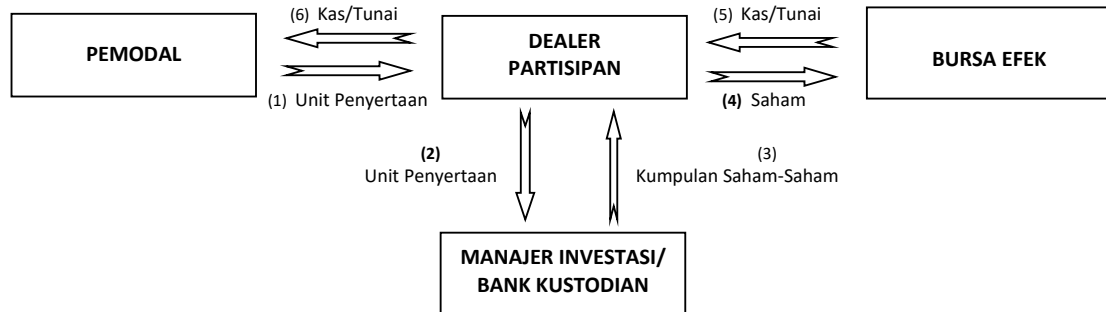 (6) Kas/Tunai
(5) Kas/Tunai
PEMODAL
DEALER
PARTISIPAN
BURSA EFEK
(1) Unit Penyertaan
(4) Saham
(2)
Unit Penyertaan
(3)
Kumpulan Saham-Saham
MANAJER INVESTASI/
BANK KUSTODIAN